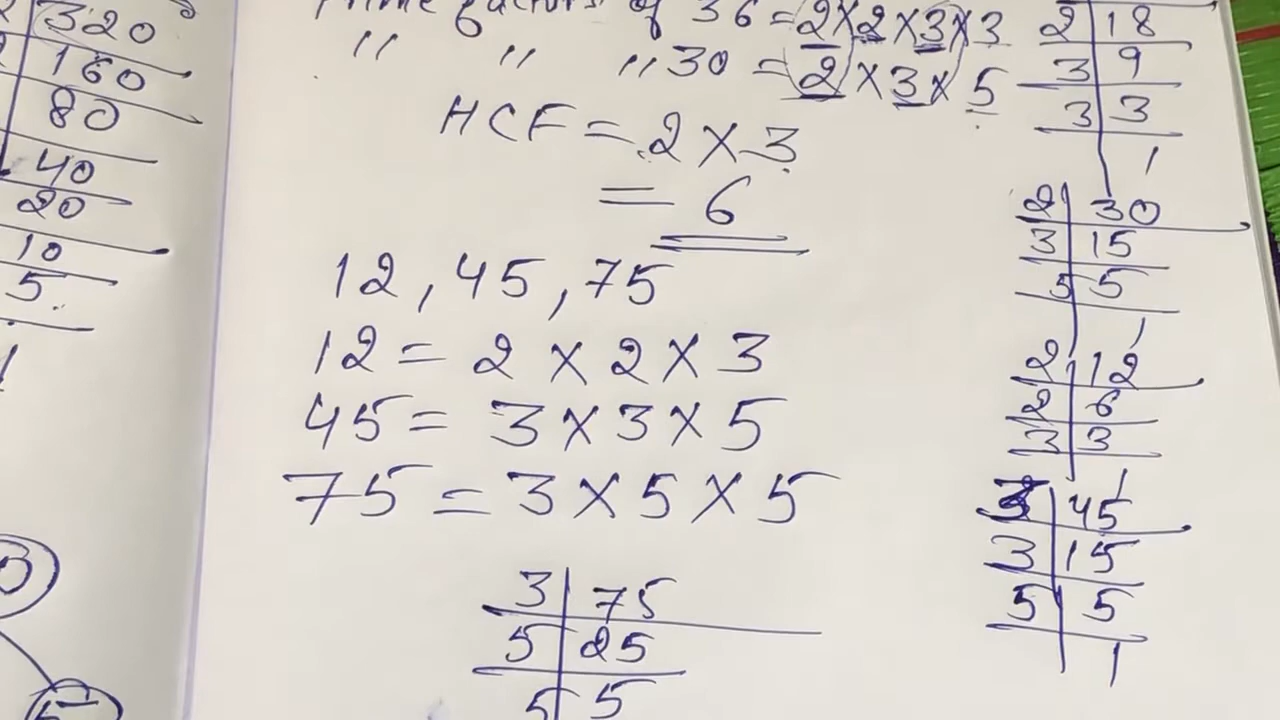 320
160
80
40
20
10
5
1
factors of 36 = 2 × 2 × 3 × 3
" " " 30 = 2 × 3 × 5
HCF = 2 × 3
= 6
12, 45, 75
12 = 2 × 2 × 3
45 = 3 × 3 × 5
75 = 3 × 5 × 5
3 | 75
5 | 25
5 | 5
2 | 18
3 | 9
3 | 3
1
2 | 30
3 | 15
5 | 5
1
2 | 12
2 | 6
3 | 3
1
3 | 45
3 | 15
5 | 5
1